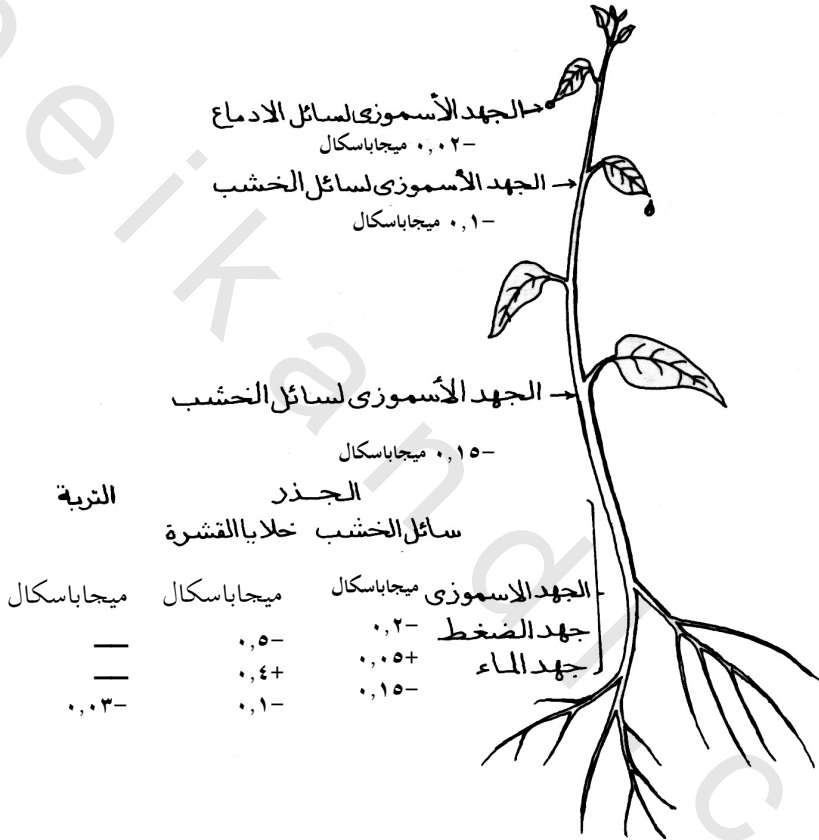 الجهد الأسموزى لسائل الادماع
-٠,٠٢ ميجاباسكال
الجهد الأسموزى لسائل الخشب
-٠,١ ميجاباسكال
الجهد الأسموزى لسائل الخشب
-٠,١٥ ميجاباسكال
الجـذر التربة
سائل الخشب خلايا القشرة
الجهد الاسموزى ميجاباسكال ميجاباسكال ميجاباسكال
جهد الضغط -٠,٢ -٠,٥ —
جهد الماء +٠,٠٥ +٠,٤ —
-٠,١٥ -٠,١ -٠,٠٣
eikandl.c